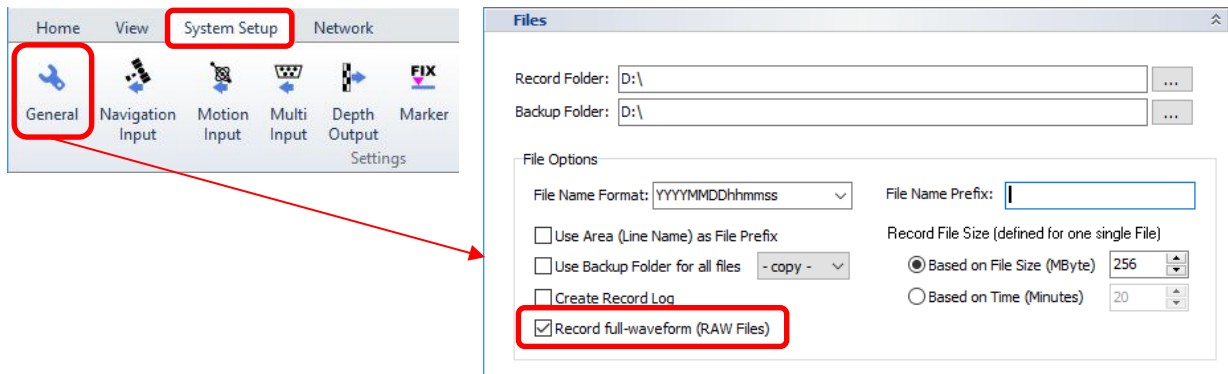 Home View System Setup Network
FIX
General Navigation Input Motion Input Multi Input Depth Output Marker
Settings
Files
Record Folder: D:\ ...
Backup Folder: D:\ ...
File Options
File Name Format: YYYYMMDDhhmmss File Name Prefix:
Use Area (Line Name) as File Prefix Record File Size (defined for one single File)
Use Backup Folder for all files - copy - Based on File Size (MByte) 256
Create Record Log Based on Time (Minutes) 20
Record full-waveform (RAW Files)